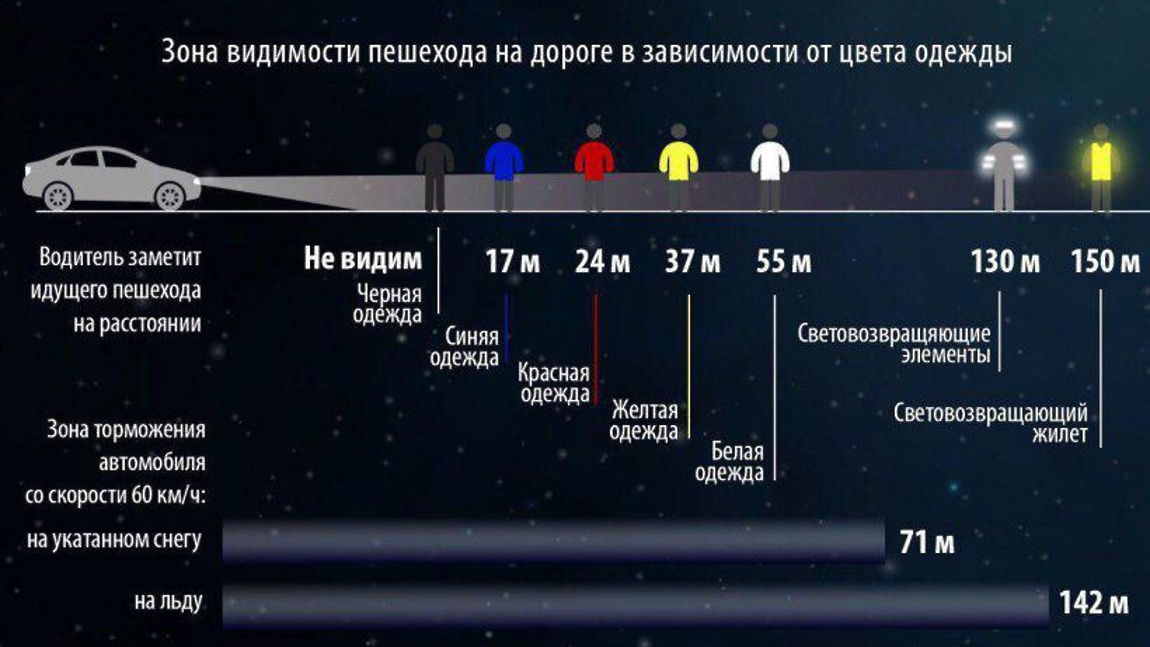 Зона видимости пешехода на дороге в зависимости от цвета одежды
Водитель заметит
идущего пешехода
на расстоянии
Не видим
Черная
одежда
17 м
Синяя
одежда
24 м
Красная
одежда
37 м
Желтая
одежда
55 м
Белая
одежда
130 м
Световозвращяющие
элементы
150 м
Световозвращающий
жилет
Зона торможения
автомобиля
со скорости 60 км/ч:
на укатанном снегу
71 м
на льду
142 м